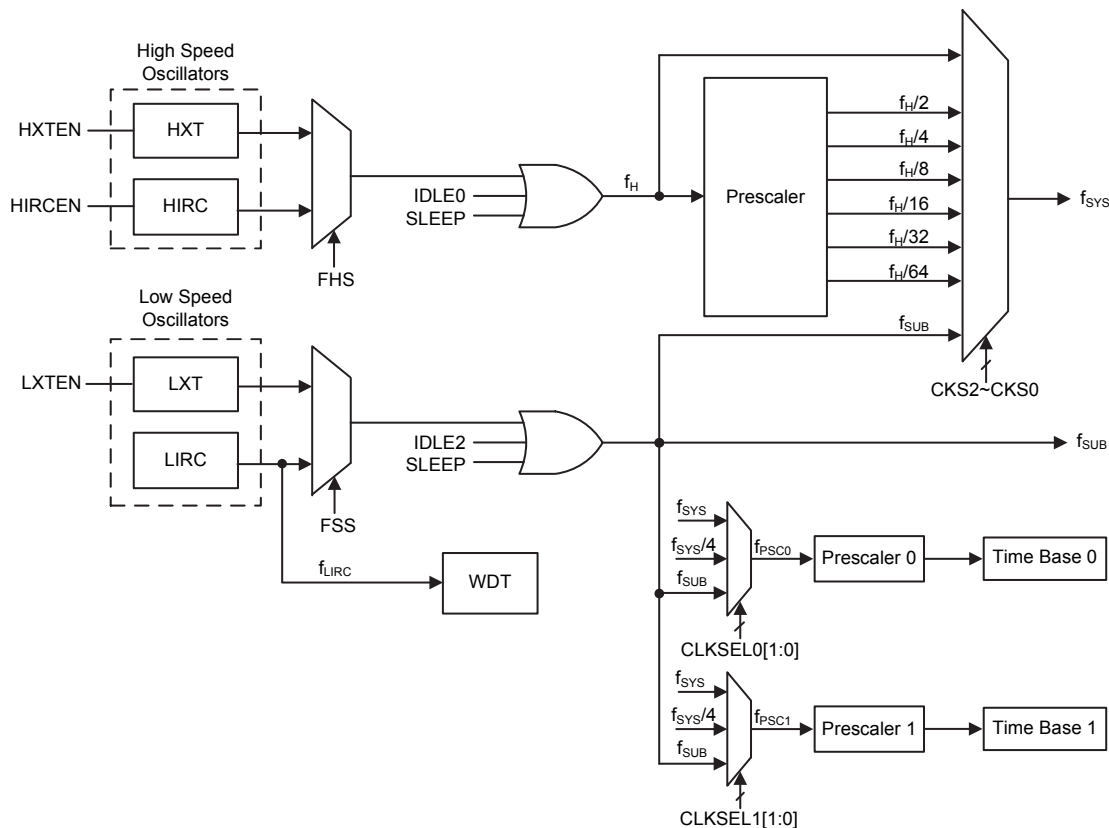 High Speed
Oscillators
HXTEN
HXT
HIRCEN
HIRC
FHS
IDLE0
SLEEP
fH
Prescaler
fH/2
fH/4
fH/8
fH/16
fH/32
fH/64
fSUB
fSYS
CKS2~CKS0
Low Speed
Oscillators
LXTEN
LXT
LIRC
FSS
IDLE2
SLEEP
fSUB
fLIRC
WDT
fSYS
fSYS/4
fSUB
fPSC0
Prescaler 0
Time Base 0
CLKSEL0[1:0]
fSYS
fSYS/4
fSUB
fPSC1
Prescaler 1
Time Base 1
CLKSEL1[1:0]